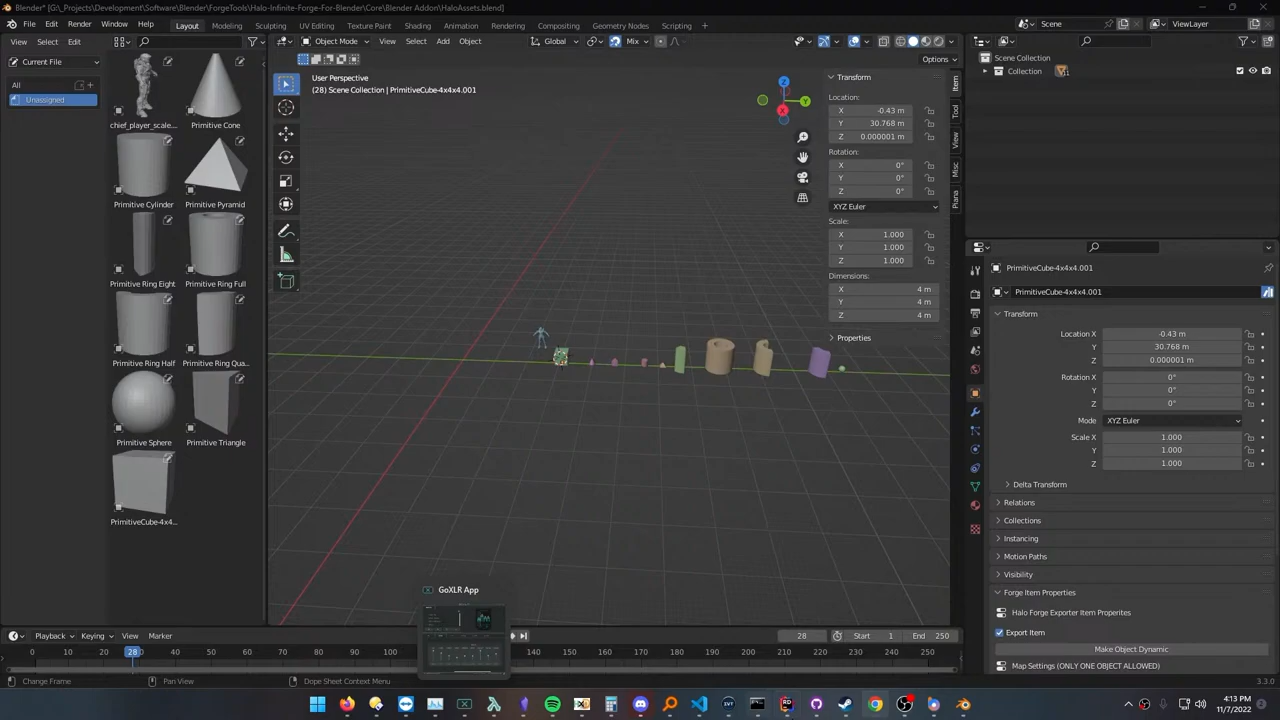 Blender* [G:\_Projects\Development\Software\Blender\ForgeTools\Halo-Infinite-Forge-For-Blender\Core\Blender Addon\HaloAssets.blend]
File Edit Render Window Help Layout Modeling Sculpting UV Editing Texture Paint Shading Animation Rendering Compositing Geometry Nodes Scripting + Scene ViewLayer
View Select Edit
Object Mode View Select Add Object Global Mix
Options
Current File
All
Unassigned
chief_player_scale... Primitive Cone
Primitive Cylinder Primitive Pyramid
Primitive Ring Eight Primitive Ring Full
Primitive Ring Half Primitive Ring Qua...
Primitive Sphere Primitive Triangle
PrimitiveCube-4x4...
User Perspective
(28) Scene Collection | PrimitiveCube-4x4x4.001
Z
Y
X
Transform
Location:
X -0.43 m
Y 30.768 m
Z 0.000001 m
Rotation:
X 0°
Y 0°
Z 0°
XYZ Euler
Scale:
X 1.000
Y 1.000
Z 1.000
Dimensions:
X 4 m
Y 4 m
Z 4 m
Properties
Item
Tool
View
Misc
Scene Collection
Collection
PrimitiveCube-4x4x4.001
PrimitiveCube-4x4x4.001
Transform
Location X -0.43 m
Y 30.768 m
Z 0.000001 m
Rotation X 0°
Y 0°
Z 0°
Mode XYZ Euler
Scale X 1.000
Y 1.000
Z 1.000
Delta Transform
Relations
Collections
Instancing
Motion Paths
Visibility
Forge Item Properties
Halo Forge Exporter Item Properites
Export Item
Make Object Dynamic
Map Settings (ONLY ONE OBJECT ALLOWED)
GoXLR App
Playback Keying View Marker
28 Start 1 End 250
0 10 20 28 40 50 60 70 80 90 100 130 140 150 160 170 180 190 200 210 220 230 240 250
Change Frame Pan View Dope Sheet Context Menu 3.3.0
4:13 PM
11/7/2022